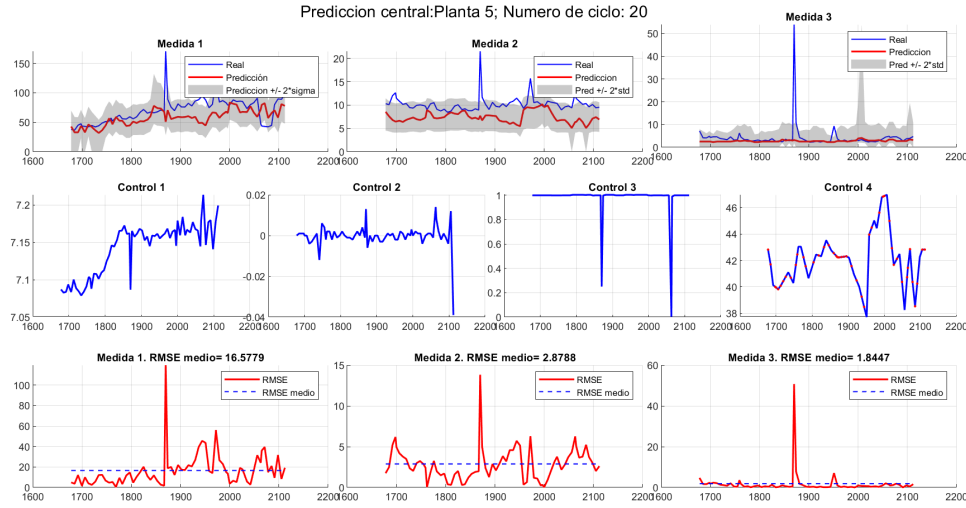 Prediccion central:Planta 5; Numero de ciclo: 20
Medida 1
Real
Predicción
Prediccion +/- 2*sigma
150
100
50
0
1600 1700 1800 1900 2000 2100 2200
Medida 2
Real
Prediccion
Pred +/- 2*std
20
15
10
5
0
1600 1700 1800 1900 2000 2100 2200
Medida 3
Real
Prediccion
Pred +/- 2*std
40
20
0
1600 1700 1800 1900 2000 2100 2200
Control 1
7.2
7.15
7.1
7.05
1600 1700 1800 1900 2000 2100 2200
Control 2
0.02
0
-0.02
-0.04
1600 1700 1800 1900 2000 2100 2200
Control 3
1
0.8
0.6
0.4
0.2
0
1600 1700 1800 1900 2000 2100 2200
Control 4
46
44
42
40
38
1600 1700 1800 1900 2000 2100 2200
Medida 1. RMSE medio= 16.5779
RMSE
RMSE medio
100
80
60
40
20
0
1600 1700 1800 1900 2000 2100 2200
Medida 2. RMSE medio= 2.8788
RMSE
RMSE medio
15
10
5
0
1600 1700 1800 1900 2000 2100 2200
Medida 3. RMSE medio= 1.8447
RMSE
RMSE medio
60
40
20
0
1600 1700 1800 1900 2000 2100 2200